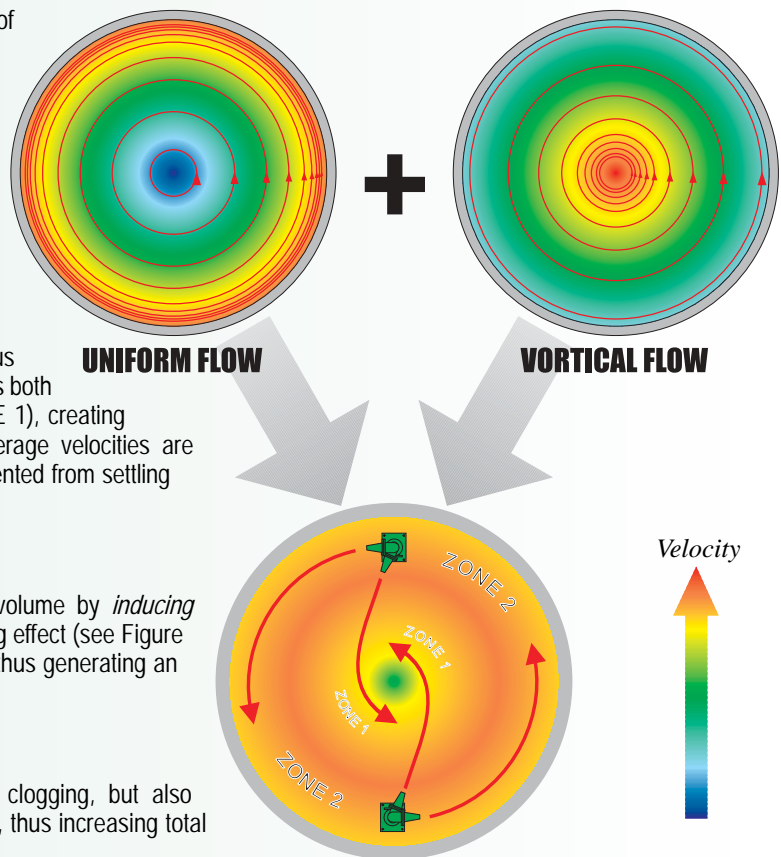 of
UNIFORM FLOW
VORTICAL FLOW
us
s both
E 1), creating
erage velocities are
ented from settling
volume by inducing
g effect (see Figure
thus generating an
clogging, but also
, thus increasing total
ZONE 2
ZONE 1
ZONE 1
ZONE 2
Velocity